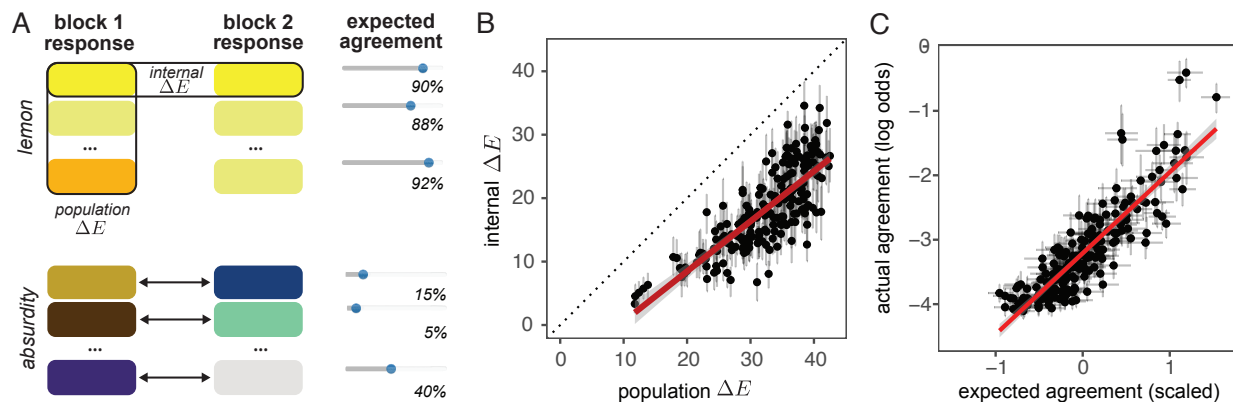 A
block 1
response
block 2
response
expected
agreement
lemon
internal
ΔE
90%
88%
...
...
92%
population
ΔE
absurdity
15%
5%
...
...
40%
B
internal ΔE
40
30
20
10
0
0
10
20
30
40
population ΔE
C
actual agreement (log odds)
0
−1
−2
−3
−4
−1
0
1
expected agreement (scaled)